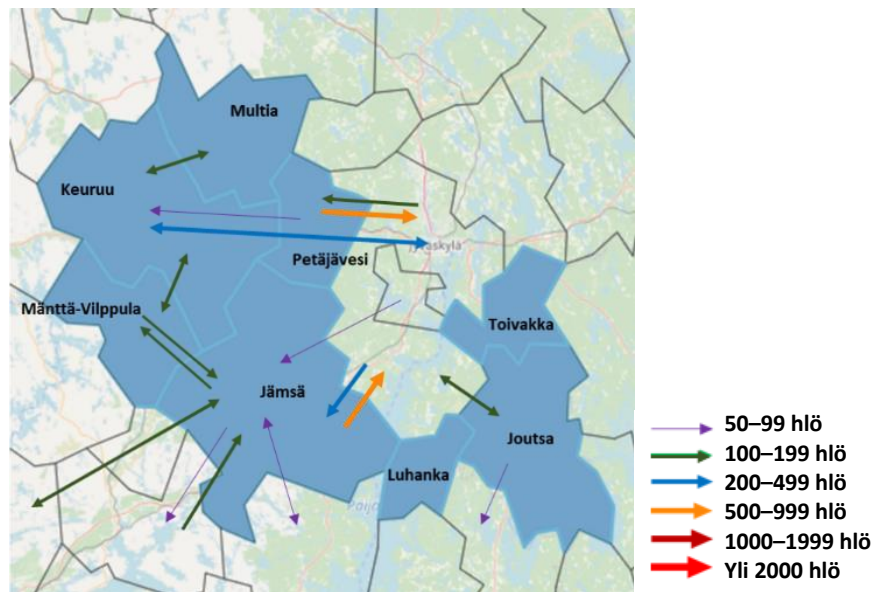 Multia
Keuruu
Jyväskylä
Petäjävesi
Mänttä-Vilppula
Toivakka
Jämsä
Joutsa
Luhanka
50–99 hlö
100–199 hlö
200–499 hlö
500–999 hlö
1000–1999 hlö
Yli 2000 hlö